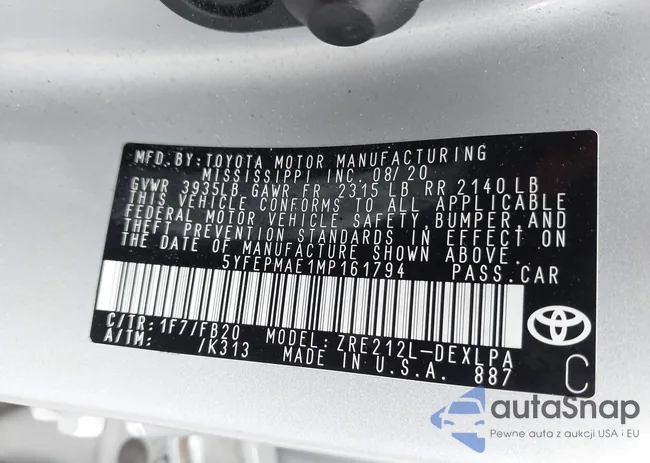 MFD. BY: TOYOTA MOTOR MANUFACTURING
MISSISSIPPI INC. 08/20
GVWR 3935LB GAWR FR 2315 LB RR 2140 LB
THIS VEHICLE CONFORMS TO ALL APPLICABLE
FEDERAL MOTOR VEHICLE SAFETY, BUMPER, AND
THEFT PREVENTION STANDARDS IN EFFECT ON
THE DATE OF MANUFACTURE SHOWN ABOVE.
5YFEPMAE1MP161794 PASS. CAR
C/TR: 1F7/FB20 MODEL: ZRE212L-DEXLPA
A/TM: /K313 MADE IN U.S.A. 887
C
autaSnap
Pewne auta z aukcji USA i EU